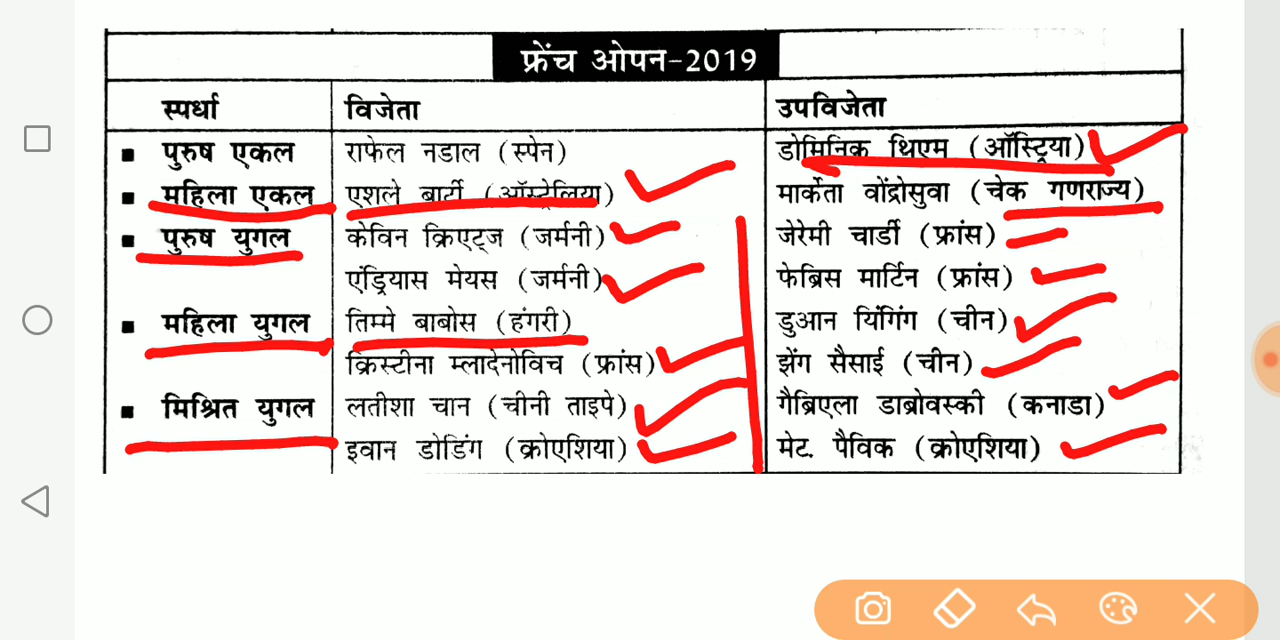 फ्रेंच ओपन-2019
स्पर्धा विजेता उपविजेता
▪ पुरुष एकल राफेल नडाल (स्पेन) डोमिनिक थिएम (ऑस्ट्रिया)
▪ महिला एकल एशले बार्टी (ऑस्ट्रेलिया) मार्केता वोंद्रोसुवा (चेक गणराज्य)
▪ पुरुष युगल केविन क्रिएट्ज (जर्मनी) जेरेमी चार्डी (फ्रांस)
एंड्रियास मेयस (जर्मनी) फेब्रिस मार्टिन (फ्रांस)
▪ महिला युगल तिम्मे बाबोस (हंगरी) डुआन यिंगिंग (चीन)
क्रिस्टीना म्लादेनोविच (फ्रांस) झेंग सैसाई (चीन)
▪ मिश्रित युगल लतीशा चान (चीनी ताइपे) गैब्रिएला डाब्रोवस्की (कनाडा)
इवान डोडिंग (क्रोएशिया) मेट. पैविक (क्रोएशिया)